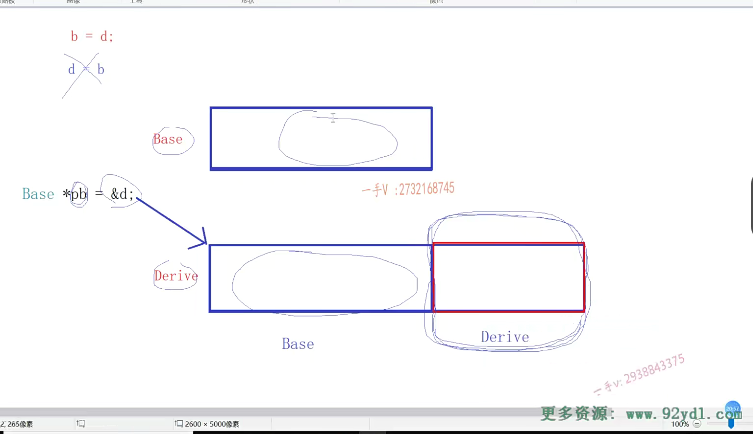 b = d;
d = b
Base
Base *pb = &d;
一手V :2732168745
Derive
Base
Derive
一手v: 2938843375
更多资源: www.92yd1.com
2, 265像素
2600 × 5000像素
100%